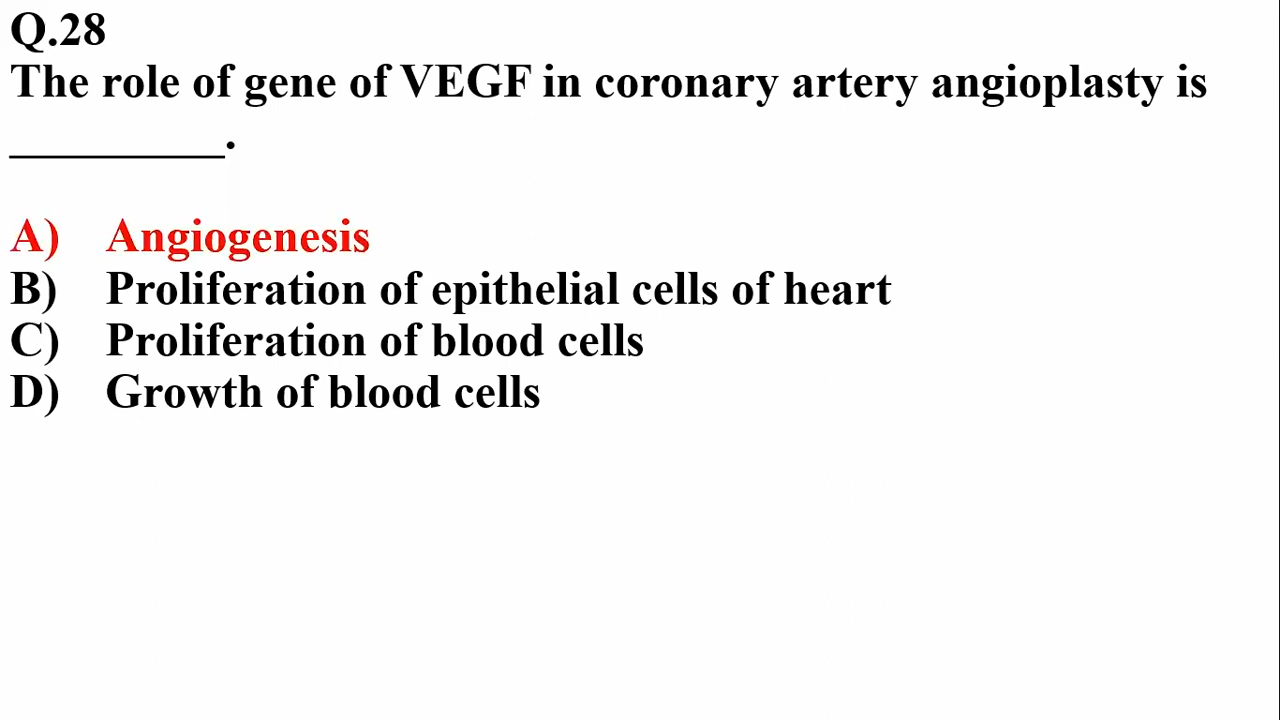 Q.28
The role of gene of VEGF in coronary artery angioplasty is
_________.
A) Angiogenesis
B) Proliferation of epithelial cells of heart
C) Proliferation of blood cells
D) Growth of blood cells